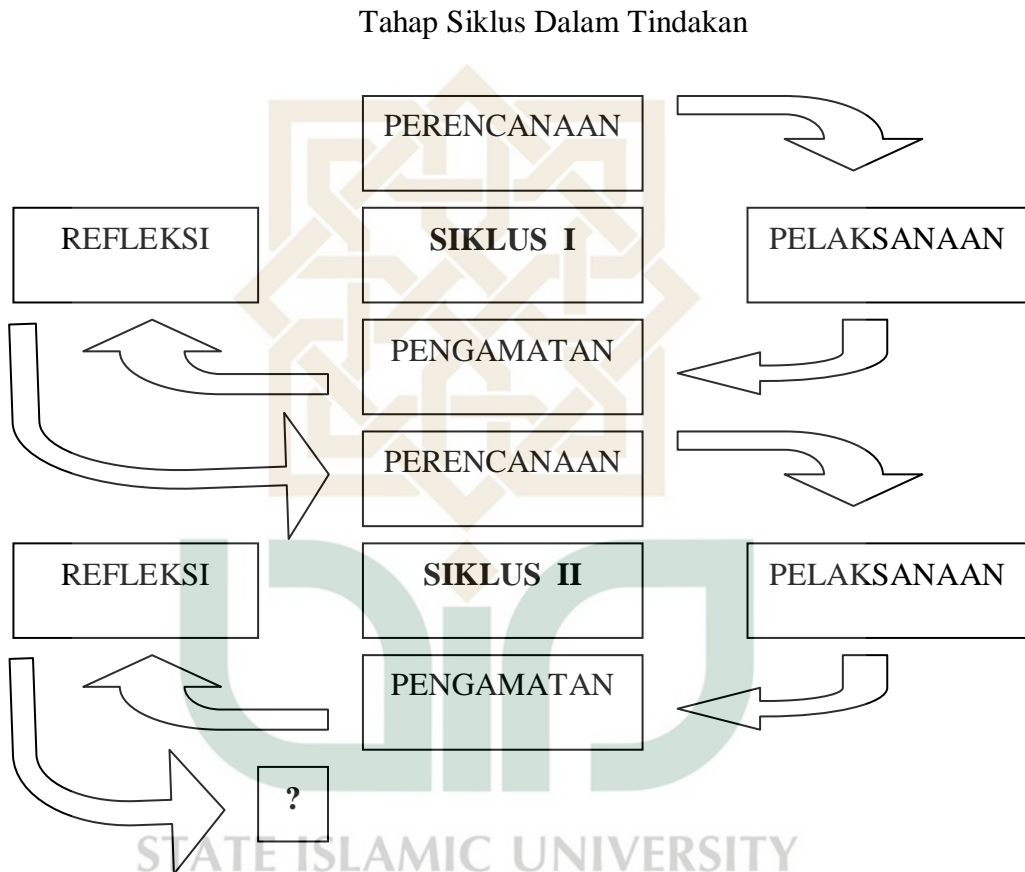 Tahap Siklus Dalam Tindakan
PERENCANAAN
REFLEKSI
SIKLUS I
PELAKSANAAN
PENGAMATAN
PERENCANAAN
REFLEKSI
SIKLUS II
PELAKSANAAN
PENGAMATAN
?
STATE ISLAMIC UNIVERSITY